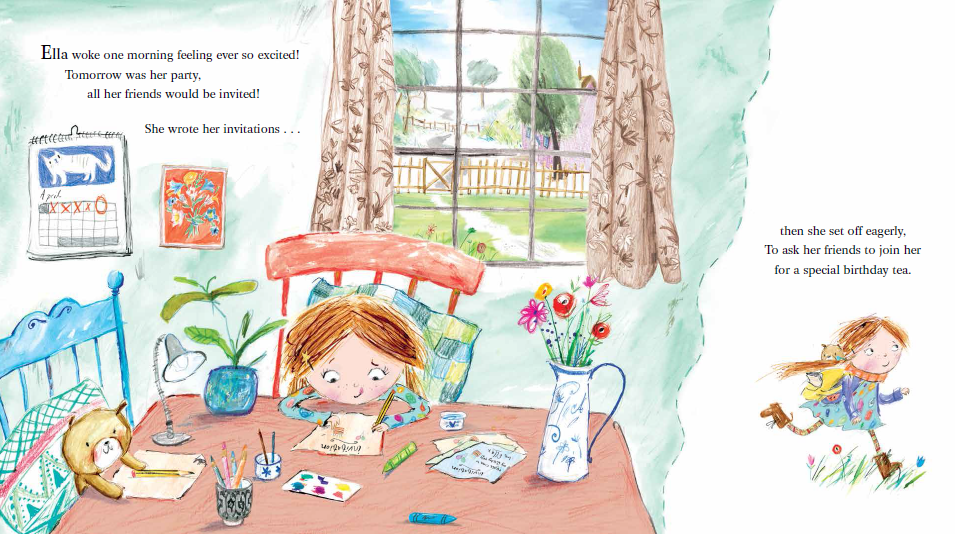 Ella woke one morning feeling ever so excited!
Tomorrow was her party,
all her friends would be invited!
She wrote her invitations . . .
April
Invitation
then she set off eagerly,
To ask her friends to join her
for a special birthday tea.